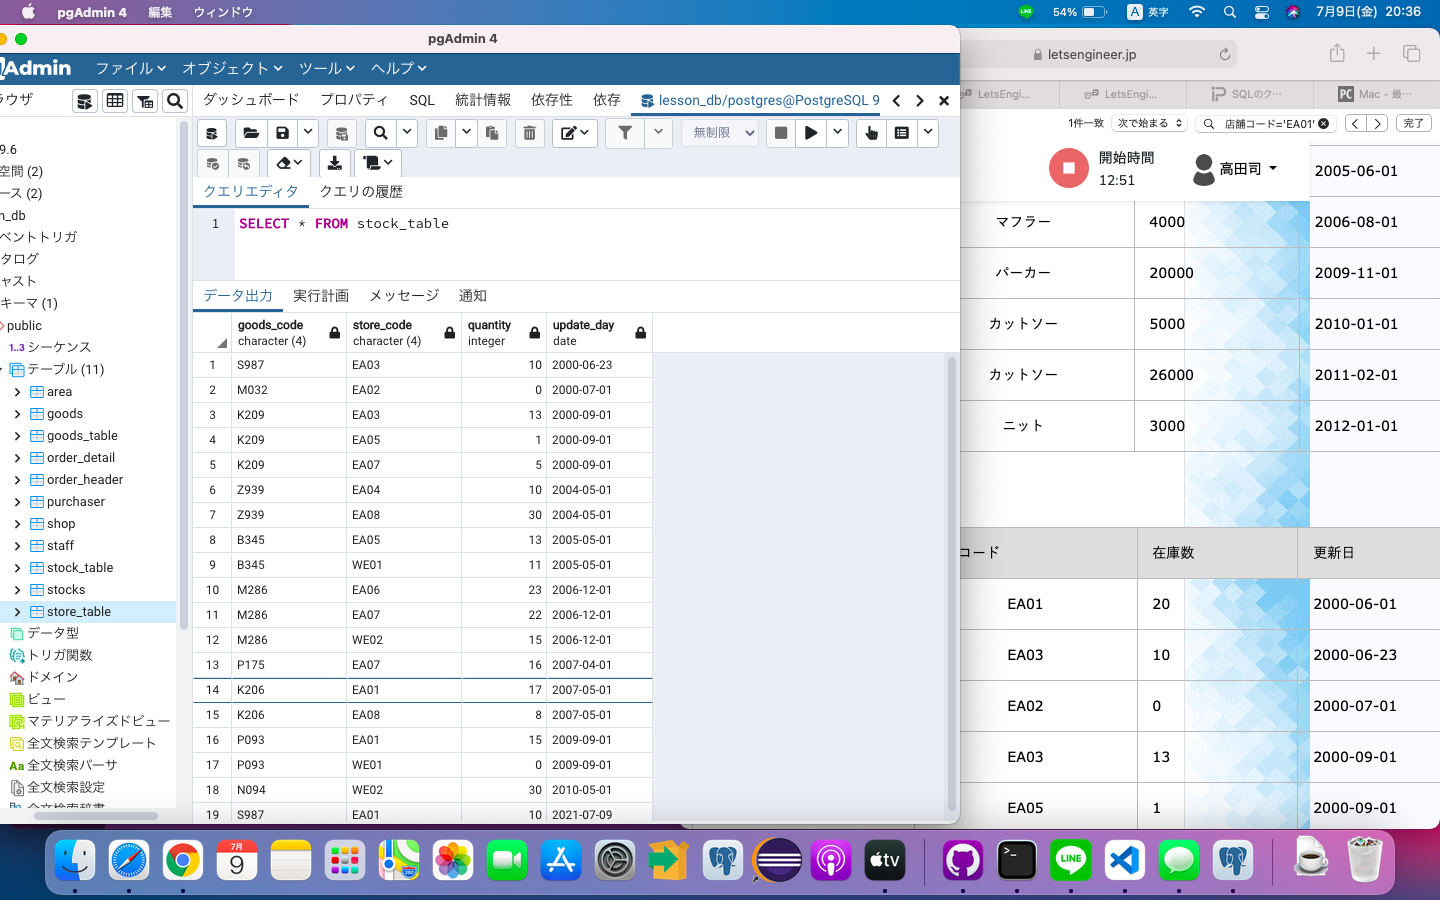 pgAdmin 4 編集 ウィンドウ
LINE 54% A 英字 7月9日(金) 20:36
pgAdmin 4
Admin ファイル オブジェクト ツール ヘルプ
ラウザ
ダッシュボード プロパティ SQL 統計情報 依存性 依存 lesson_db/postgres@PostgreSQL 9
無制限
クエリエディタ クエリの履歴
1 SELECT * FROM stock_table
データ出力 実行計画 メッセージ 通知
goods_code character (4) store_code character (4) quantity integer update_day date
1 S987 EA03 10 2000-06-23
2 M032 EA02 0 2000-07-01
3 K209 EA03 13 2000-09-01
4 K209 EA05 1 2000-09-01
5 K209 EA07 5 2000-09-01
6 Z939 EA04 10 2004-05-01
7 Z939 EA08 30 2004-05-01
8 B345 EA05 13 2005-05-01
9 B345 WE01 11 2005-05-01
10 M286 EA06 23 2006-12-01
11 M286 EA07 22 2006-12-01
12 M286 WE02 15 2006-12-01
13 P175 EA07 16 2007-04-01
14 K206 EA01 17 2007-05-01
15 K206 EA08 8 2007-05-01
16 P093 EA01 15 2009-09-01
17 P093 WE01 0 2009-09-01
18 N094 WE02 30 2010-05-01
19 S987 EA01 10 2021-07-09
9.6
空間 (2)
ース (2)
n_db
ベントトリガ
タログ
ャスト
キーマ (1)
public
1..3 シーケンス
テーブル (11)
area
goods
goods_table
order_detail
order_header
purchaser
shop
staff
stock_table
stocks
store_table
データ型
トリガ関数
ドメイン
ビュー
マテリアライズドビュー
全文検索テンプレート
Aa 全文検索パーサ
全文検索設定
全文検索辞書
letsengineer.jp
LetsEngi... LetsEngi... SQLのク… PC Mac - 最…
1件一致 次で始まる 店舗コード='EA01' 完了
開始時間
12:51
高田司
2005-06-01
マフラー 4000 2006-08-01
パーカー 20000 2009-11-01
カットソー 5000 2010-01-01
カットソー 26000 2011-02-01
ニット 3000 2012-01-01
コード 在庫数 更新日
EA01 20 2000-06-01
EA03 10 2000-06-23
EA02 0 2000-07-01
EA03 13 2000-09-01
EA05 1 2000-09-01
7月
9
tv
>_
LINE